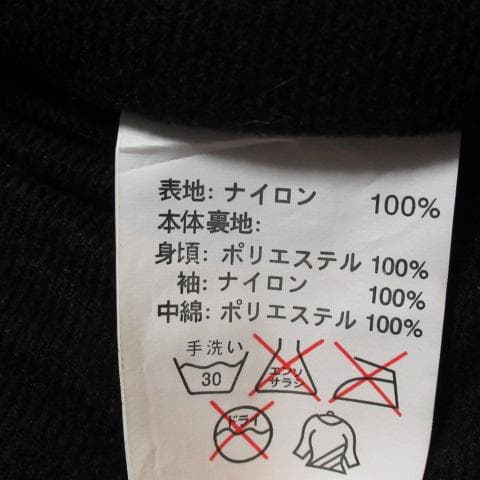 表地: ナイロン 100%
本体裏地:
身頃: ポリエステル 100%
袖: ナイロン 100%
中綿: ポリエステル 100%
手洗い
30
エンソ
サラシ
ドライ